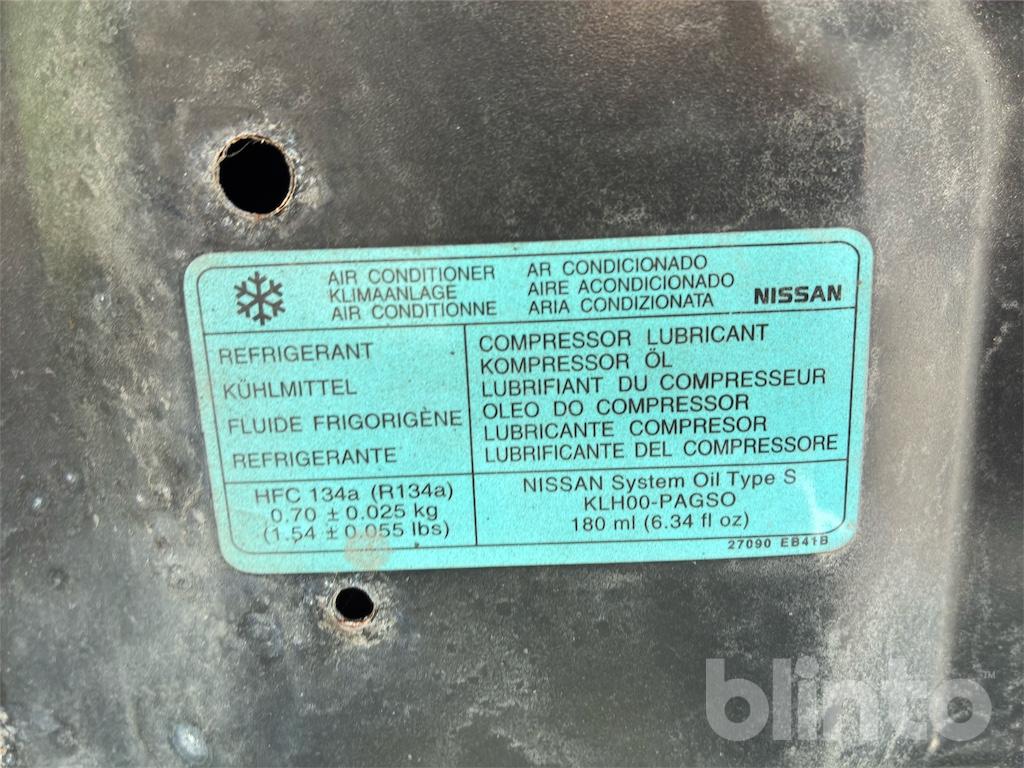 AIR CONDITIONER
KLIMAANLAGE
AIR CONDITIONNE
AR CONDICIONADO
AIRE ACONDICIONADO
ARIA CONDIZIONATA
NISSAN
REFRIGERANT
KÜHLMITTEL
FLUIDE FRIGORIGÈNE
REFRIGERANTE
COMPRESSOR LUBRICANT
KOMPRESSOR ÖL
LUBRIFIANT DU COMPRESSEUR
OLEO DO COMPRESSOR
LUBRICANTE COMPRESOR
LUBRIFICANTE DEL COMPRESSORE
HFC 134a (R134a)
0.70 ± 0.025 kg
(1.54 ± 0.055 lbs)
NISSAN System Oil Type S
KLH00-PAGSO
180 ml (6.34 fl oz)
27090 EB41B
blinto™